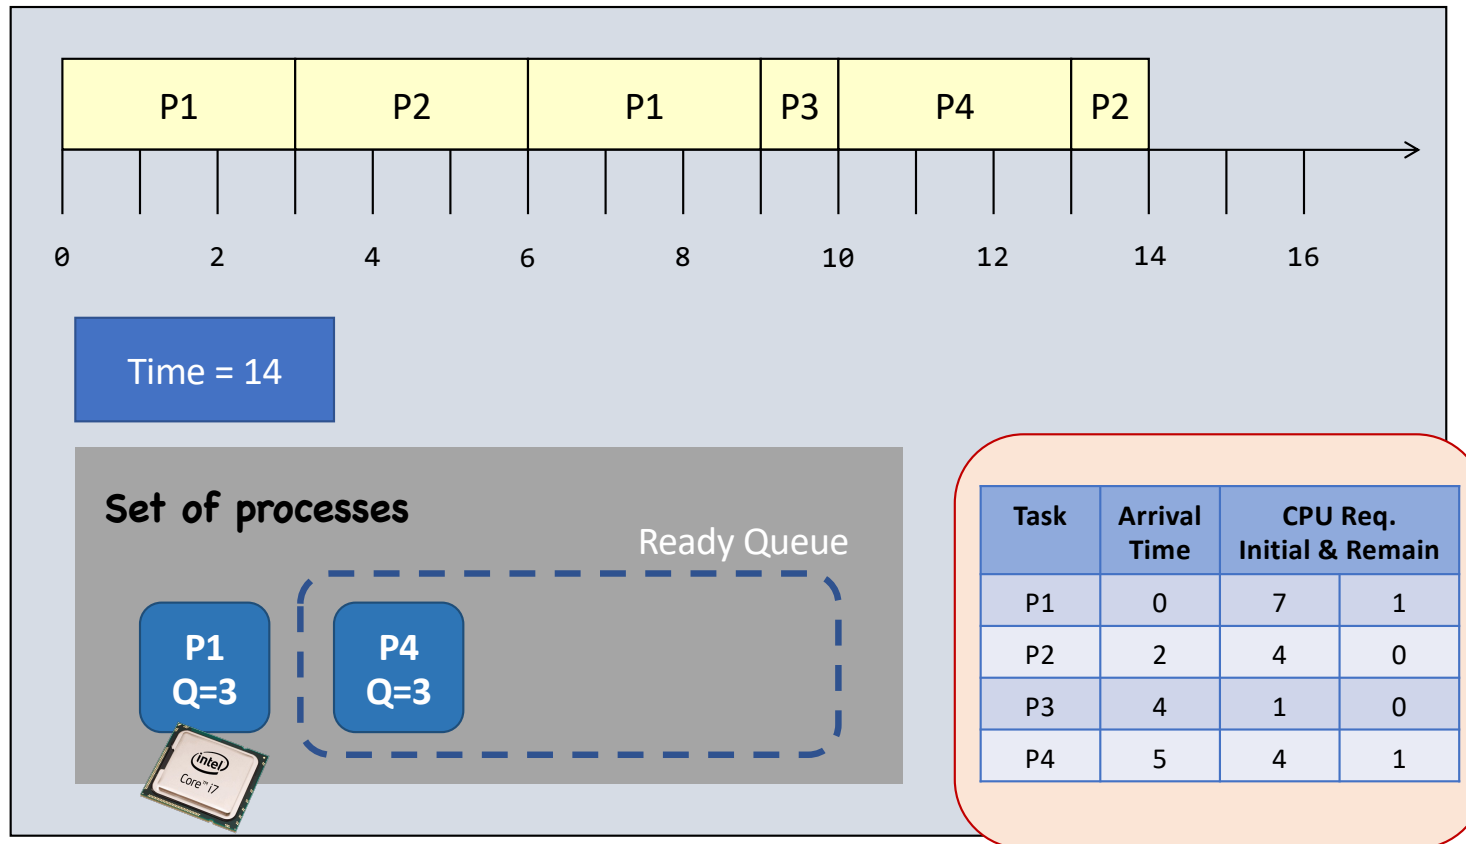 P1 P2 P1 P3 P4 P2
0 2 4 6 8 10 12 14 16
Time = 14
Set of processes
Ready Queue
P1
Q=3
P4
Q=3
intel
Core™ i7
Task Arrival Time CPU Req. Initial & Remain
P1 0 7 1
P2 2 4 0
P3 4 1 0
P4 5 4 1